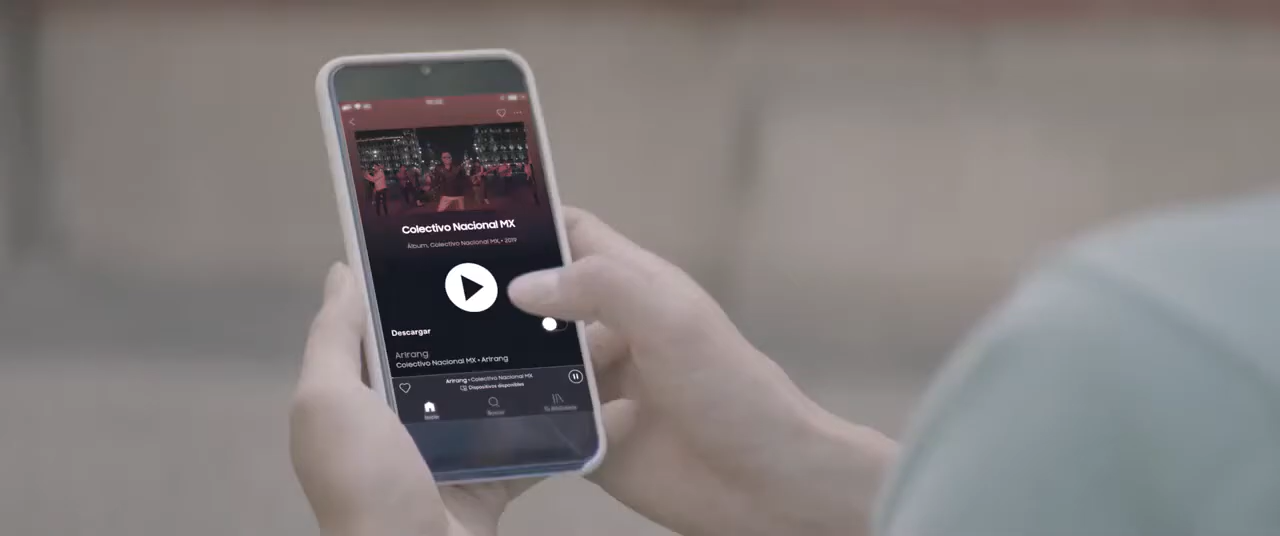 Colectivo Nacional MX
Álbum, Colectivo Nacional MX, • 2019
Descargar
Arirang
Colectivo Nacional MX • Arirang
Arirang • Colectivo Nacional MX
Dispositivos disponibles
Buscar
Tu Biblioteca